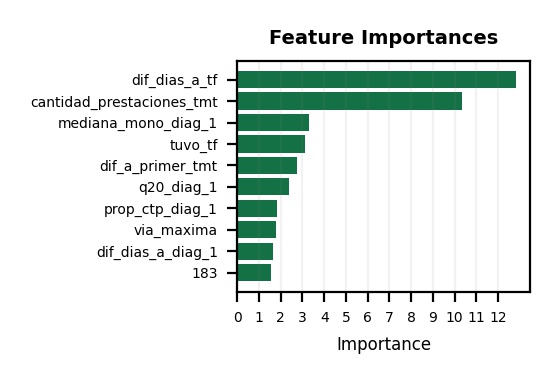 Feature Importances
dif_dias_a_tf
cantidad_prestaciones_tmt
mediana_mono_diag_1
tuvo_tf
dif_a_primer_tmt
q20_diag_1
prop_ctp_diag_1
via_maxima
dif_dias_a_diag_1
183
0 1 2 3 4 5 6 7 8 9 10 11 12
Importance